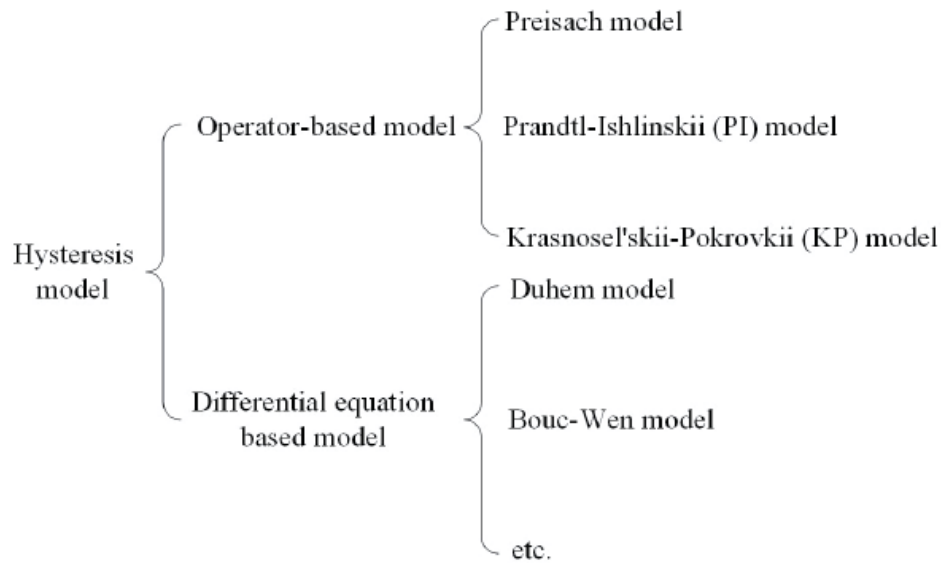 Preisach model
Operator-based model
Prandtl-Ishlinskii (PI) model
Krasnosel'skii-Pokrovkii (KP) model
Hysteresis
model
Duhem model
Differential equation
based model
Bouc-Wen model
etc.